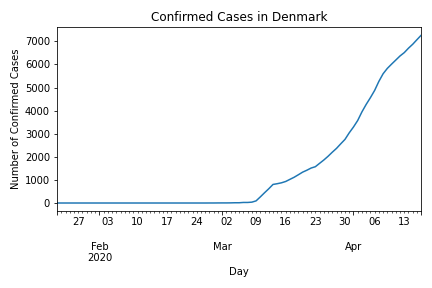 Confirmed Cases in Denmark
7000
6000
5000
4000
3000
2000
1000
0
Number of Confirmed Cases
27 03 10 17 24 02 09 16 23 30 06 13
Feb Mar Apr
2020
Day